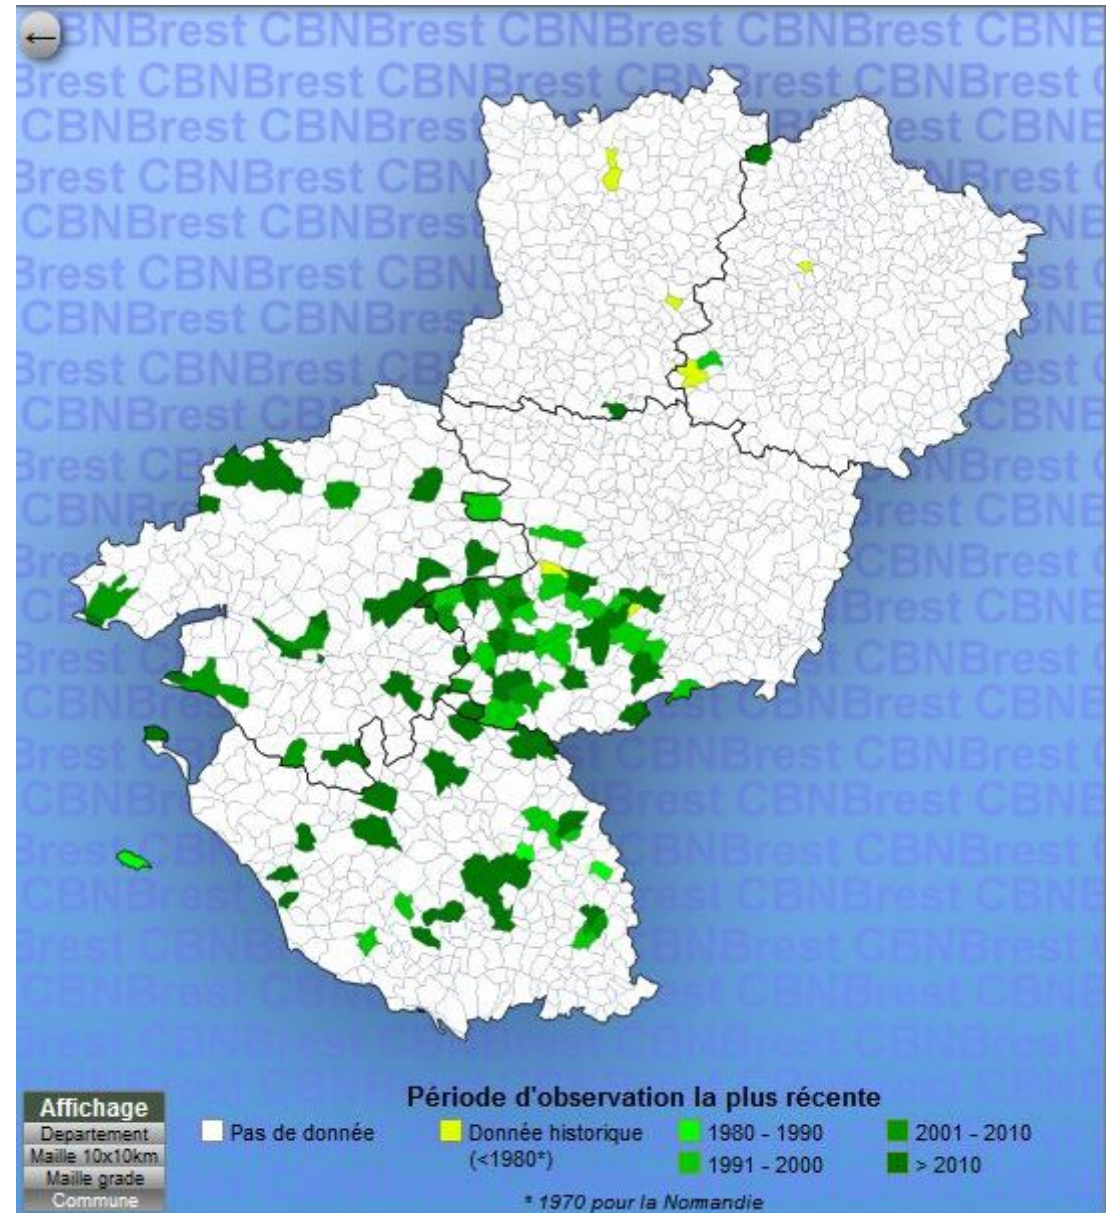 ←
CBNBrest CBNBrest CBNBrest CBNBrest
Période d'observation la plus récente
Affichage
Departement
Maille 10x10km
Maille grade
Commune
Pas de donnée
Donnée historique
(<1980*)
1980 - 1990
1991 - 2000
2001 - 2010
> 2010
* 1970 pour la Normandie